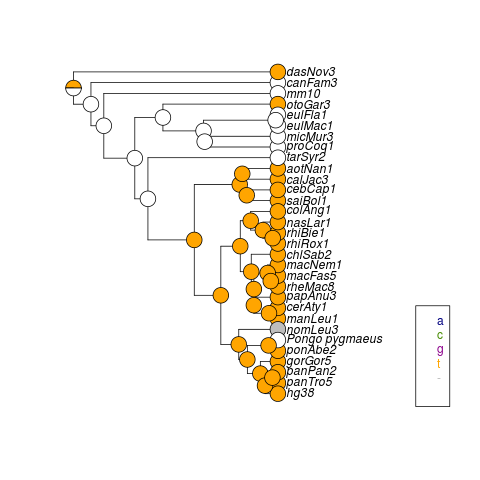 dasNov3
canFam3
mm10
otoGar3
eulFla1
eulMac1
micMur3
proCoq1
tarSyr2
aotNan1
calJac3
cebCap1
saiBol1
colAng1
nasLar1
rhiBie1
rhiRox1
chlSab2
macNem1
macFas5
rheMac8
papAnu3
cerAty1
manLeu1
nomLeu3
Pongo pygmaeus
ponAbe2
gorGor5
panPan2
panTro5
hg38
a
c
g
t
-